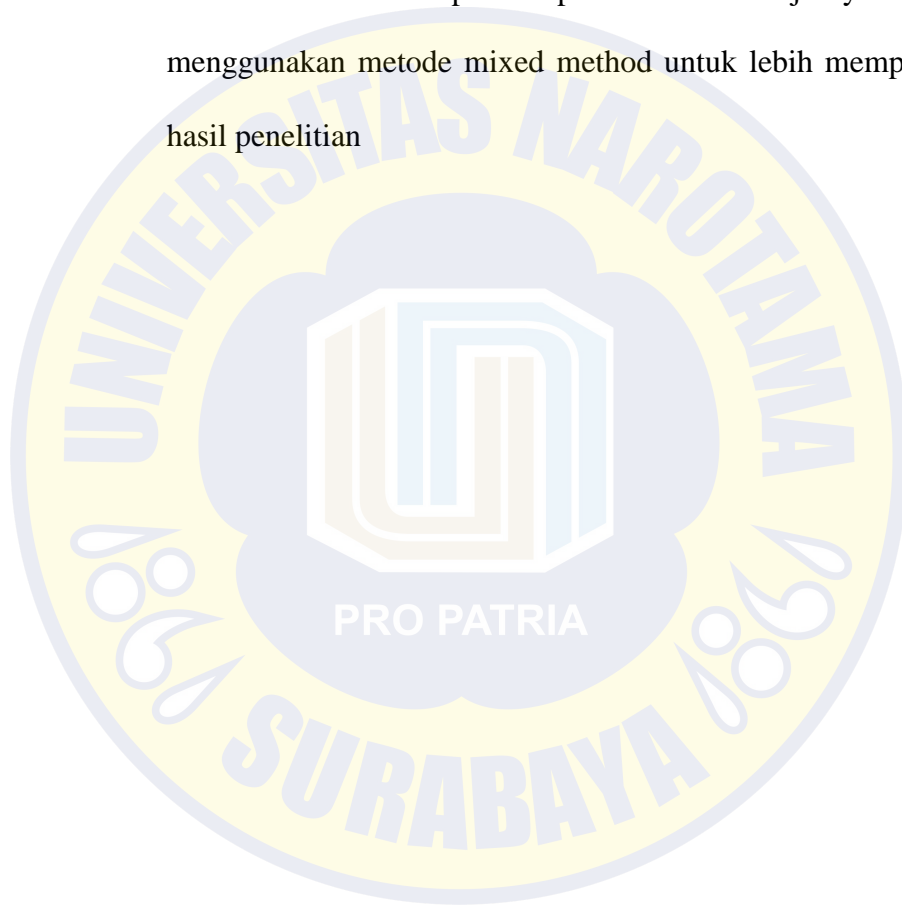 menggunakan metode mixed method untuk lebih memp
hasil penelitian
UNIVERSITAS NAROTAMA
PRO PATRIA
SURABAYA